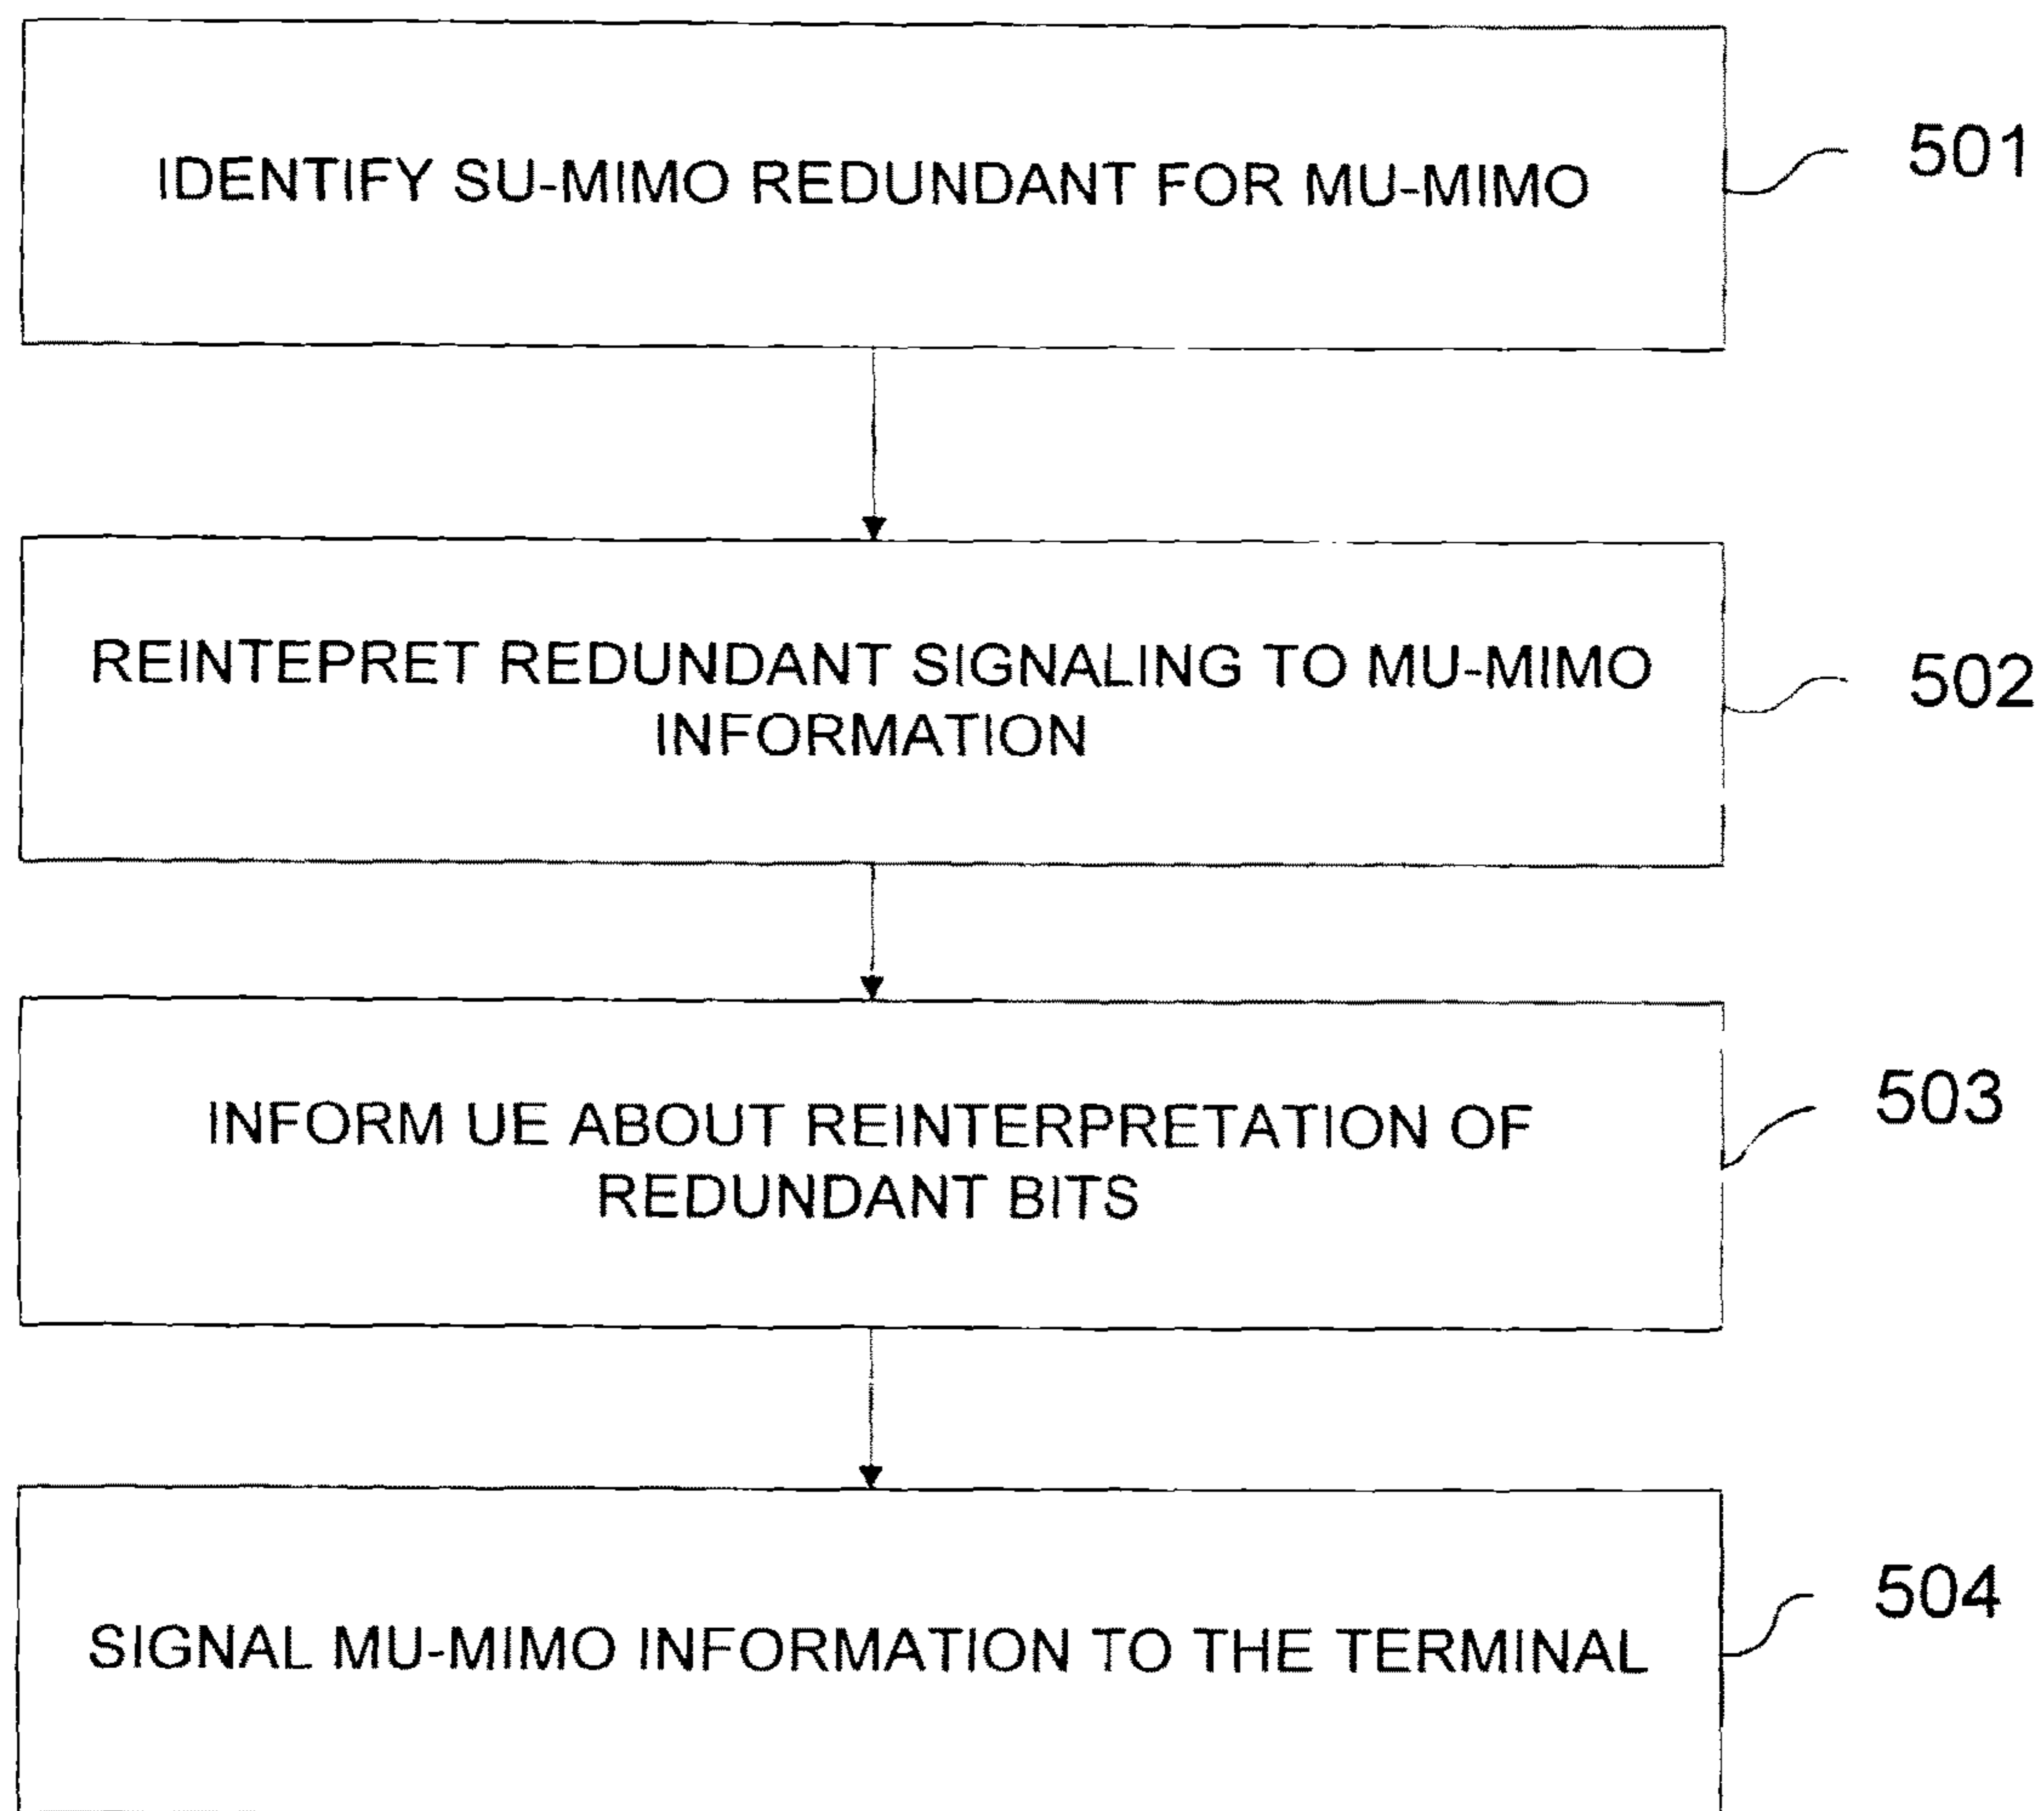 IDENTIFY SU-MIMO REDUNDANT FOR MU-MIMO
501
REINTEPRET REDUNDANT SIGNALING TO MU-MIMO
INFORMATION
502
INFORM UE ABOUT REINTERPRETATION OF
REDUNDANT BITS
503
SIGNAL MU-MIMO INFORMATION TO THE TERMINAL
504